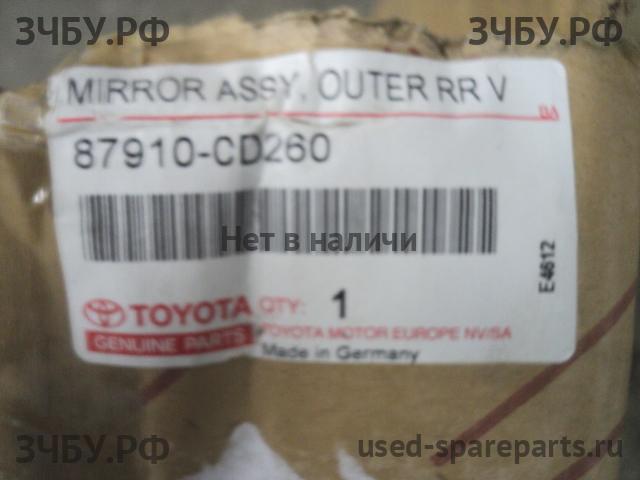 ЗЧБУ.РФ
ЗЧБУ.РФ
MIRROR ASSY, OUTER RR V
BA
87910-CD260
Нет в наличи
E4612
TOYOTA QTY: 1
GENUINE PARTS
TOYOTA MOTOR EUROPE NV/SA
Made in Germany
ЗЧБУ.РФ
used-spareparts.ru